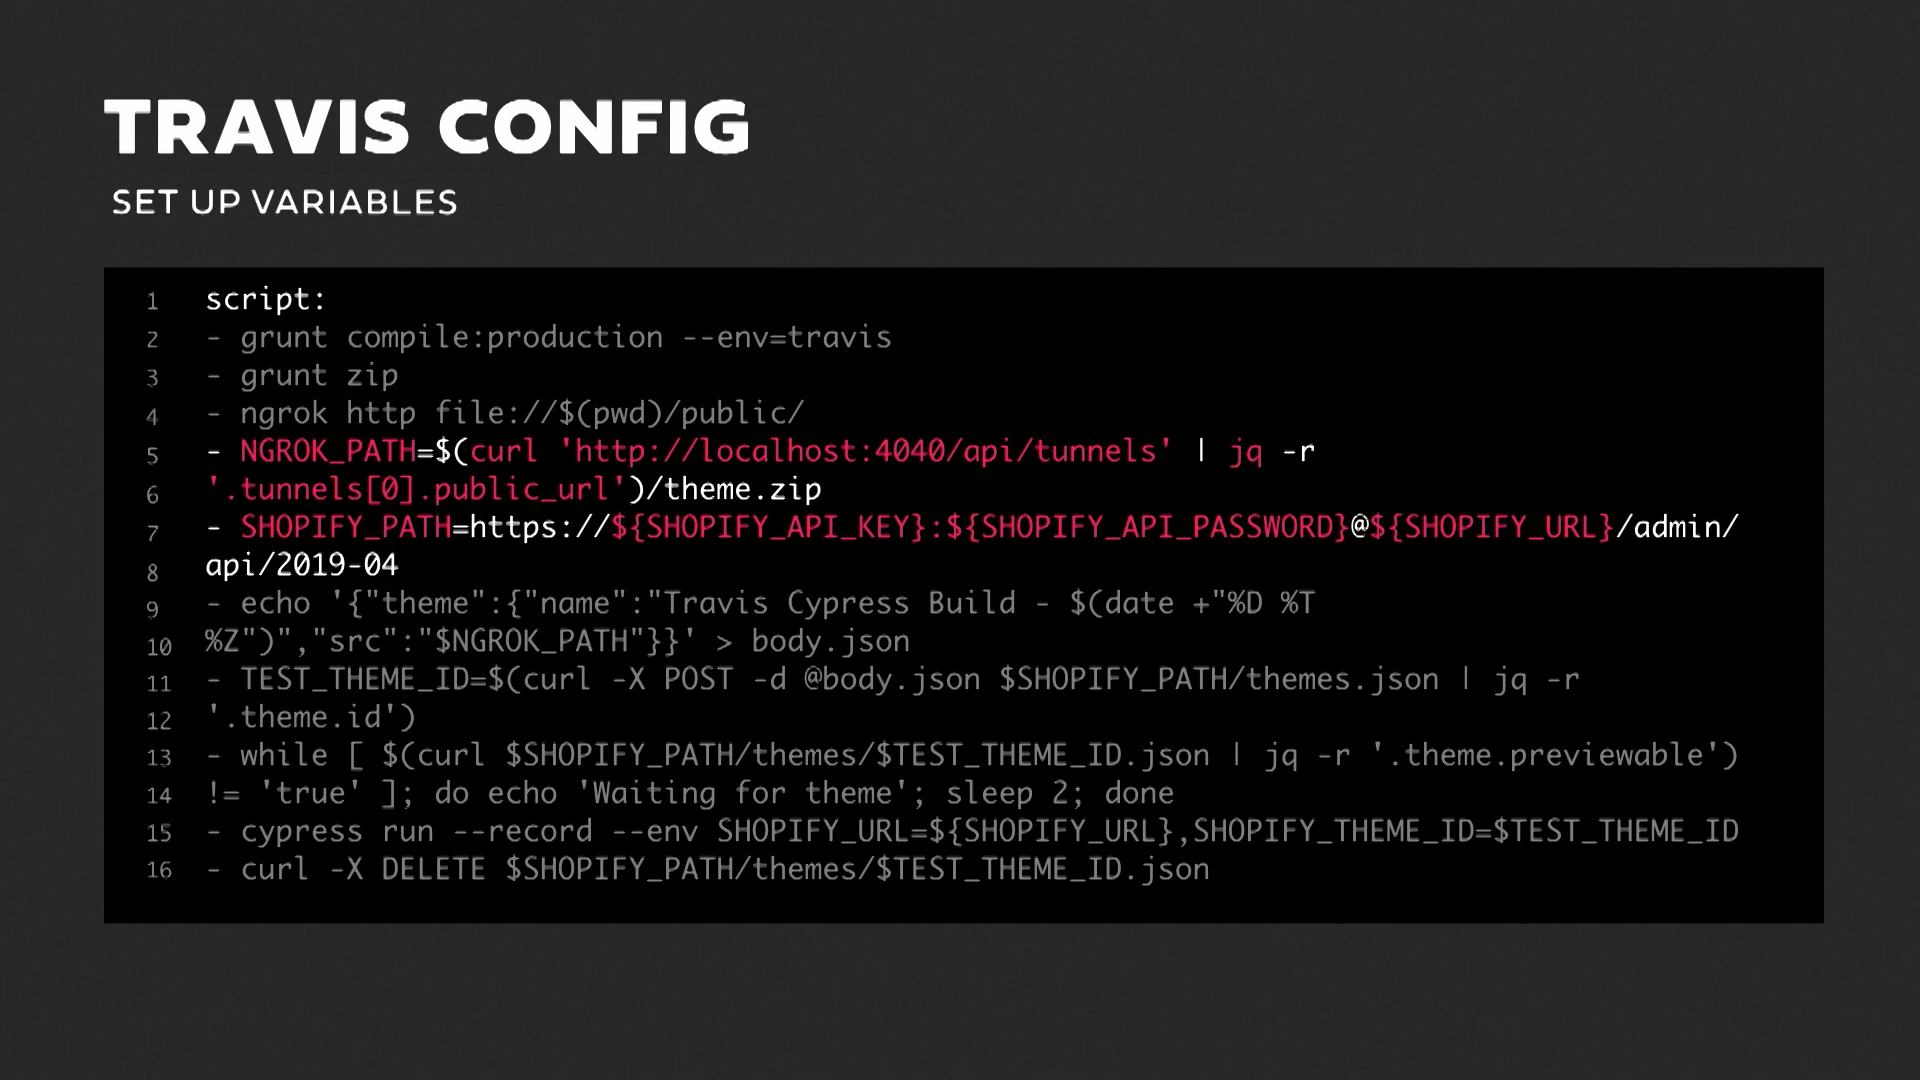 TRAVIS CONFIG
SET UP VARIABLES
1 script:
2 - grunt compile:production --env=travis
3 - grunt zip
4 - ngrok http file://$(pwd)/public/
5 - NGROK_PATH=$(curl 'http://localhost:4040/api/tunnels' | jq -r
6 '.tunnels[0].public_url')/theme.zip
7 - SHOPIFY_PATH=https://${SHOPIFY_API_KEY}:${SHOPIFY_API_PASSWORD}@${SHOPIFY_URL}/admin/
8 api/2019-04
9 - echo '{"theme":{"name":"Travis Cypress Build - $(date +"%D %T
10 %Z")","src":"$NGROK_PATH"}}' > body.json
11 - TEST_THEME_ID=$(curl -X POST -d @body.json $SHOPIFY_PATH/themes.json | jq -r
12 '.theme.id')
13 - while [ $(curl $SHOPIFY_PATH/themes/$TEST_THEME_ID.json | jq -r '.theme.previewable')
14 != 'true' ]; do echo 'Waiting for theme'; sleep 2; done
15 - cypress run --record --env SHOPIFY_URL=${SHOPIFY_URL},SHOPIFY_THEME_ID=$TEST_THEME_ID
16 - curl -X DELETE $SHOPIFY_PATH/themes/$TEST_THEME_ID.json